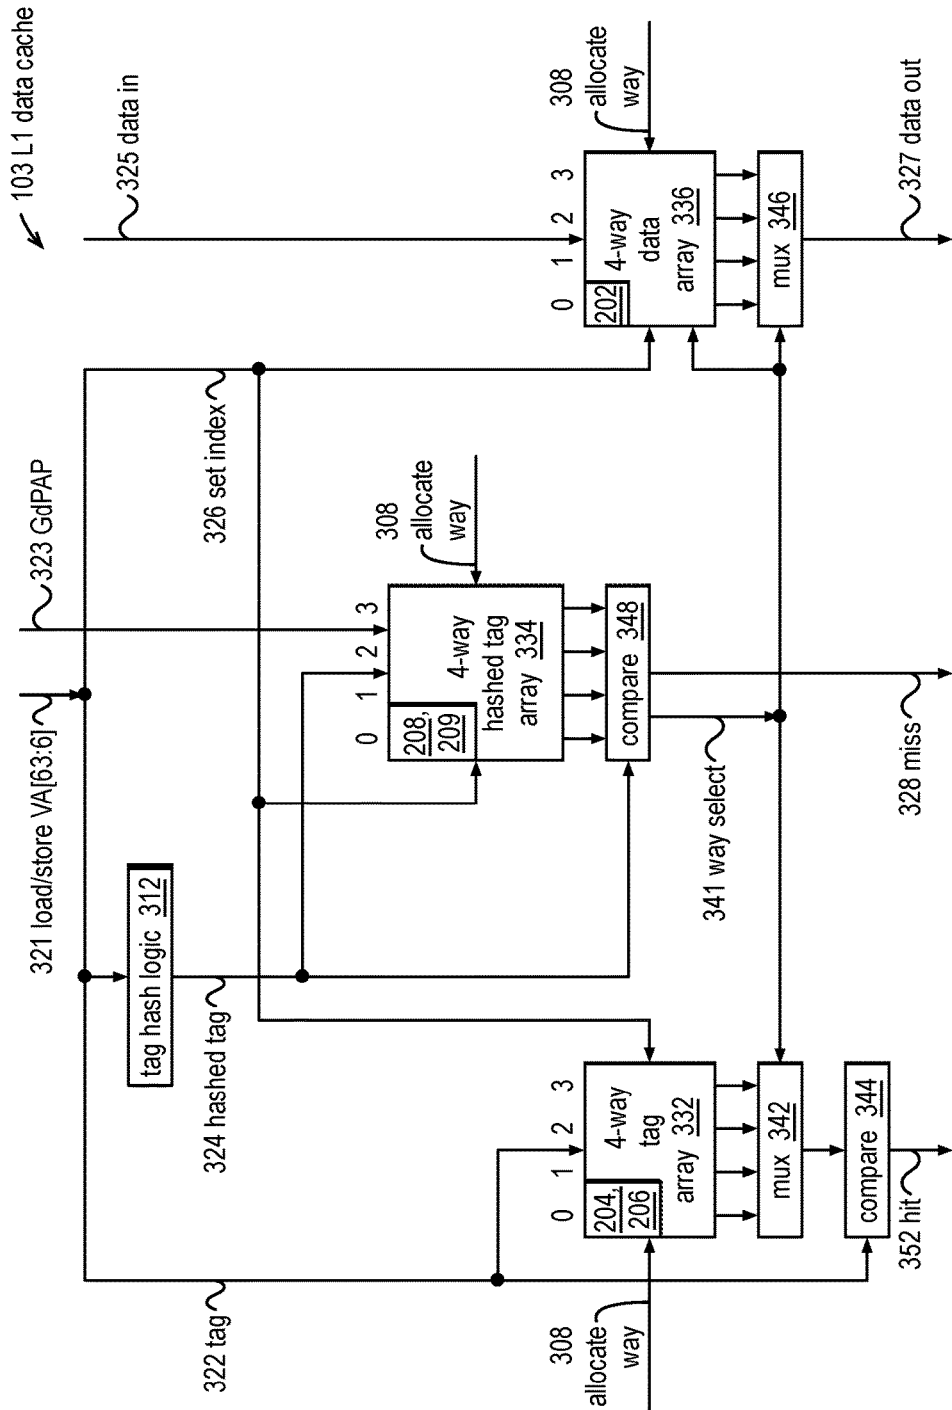 103 L1 data cache
321 load/store VA[63:6]
323 GdPAP
325 data in
tag hash logic 312
322 tag
324 hashed tag
326 set index
308
allocate
way
0 1 2 3
204,
206
4-way
tag
array 332
mux 342
compare 344
352 hit
308
allocate
way
0 1 2 3
208,
209
4-way
hashed tag
array 334
compare 348
341 way select
328 miss
308
allocate
way
0 1 2 3
202
4-way
data
array 336
mux 346
327 data out